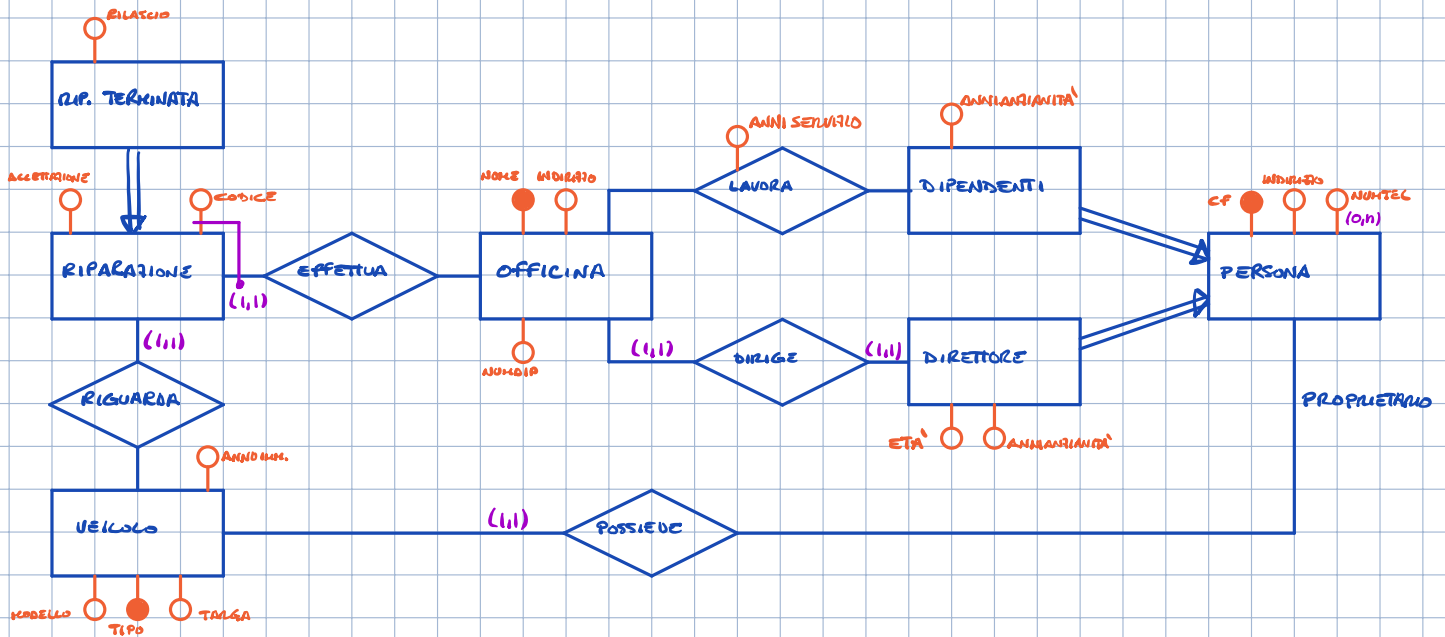 RILASCIO
RIP. TERMINATA
ACCETTAZIONE
CODICE
RIPARAZIONE
(1,1)
EFFETTUA
NOME
INDIRIZZO
OFFICINA
NUMDIP
ANNI SERVIZIO
LAVORA
ANNIANZIANITÀ
DIPENDENTI
CF
INDIRIZZO
NUMTEL
(0,n)
PERSONA
(1,1)
RIGUARDA
(1,1)
DIRIGE
(1,1)
DIRETTORE
ETÀ
ANNIANZIANITÀ
PROPRIETARIO
ANNOIMM.
VEICOLO
(1,1)
POSSIEDE
MODELLO
TIPO
TARGA